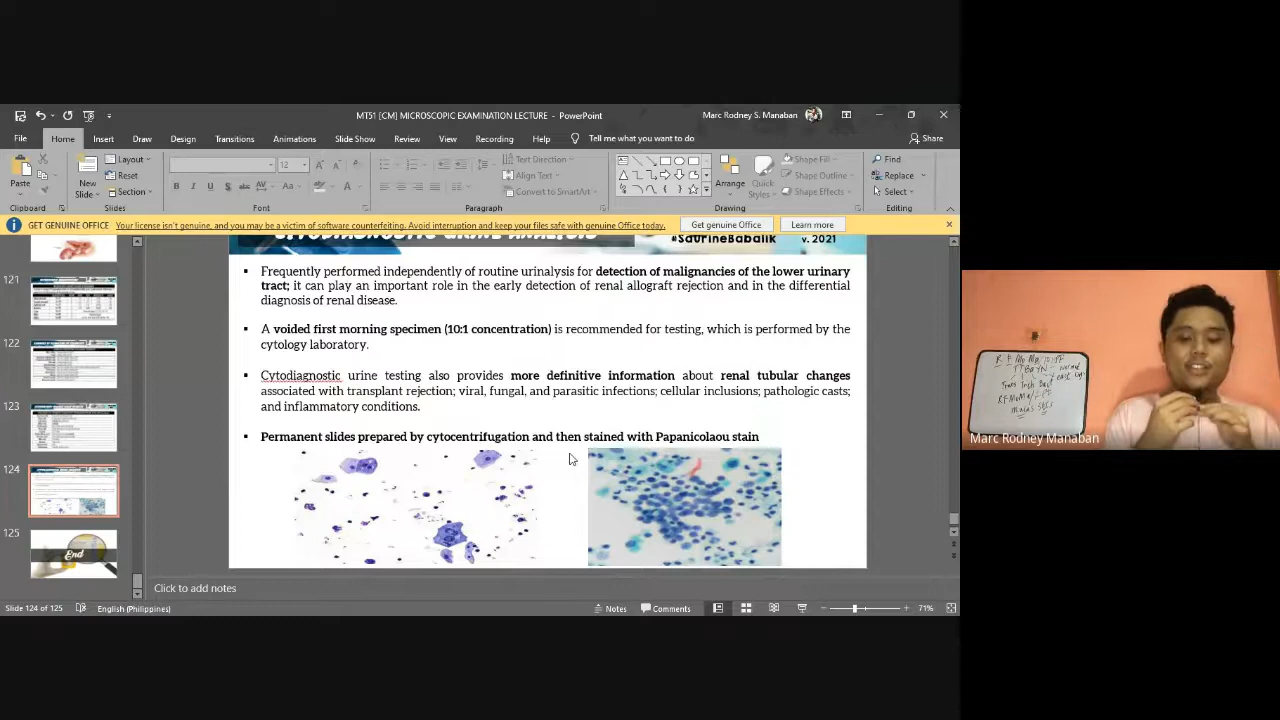 MT51 [CM] MICROSCOPIC EXAMINATION LECTURE - PowerPoint
Marc Rodney S. Manaban
File Home Insert Draw Design Transitions Animations Slide Show Review View Recording Help Tell me what you want to do
Share
Paste
New Slide
Layout
Reset
Section
12
B I U S abc AV Aa A
Text Direction
Align Text
Convert to SmartArt
Arrange
Quick Styles
Shape Fill
Shape Outline
Shape Effects
Find
Replace
Select
Clipboard Slides Font Paragraph Drawing Editing
GET GENUINE OFFICE Your license isn't genuine, and you may be a victim of software counterfeiting. Avoid interruption and keep your files safe with genuine Office today. Get genuine Office Learn more
121
122
123
124
125
End
CYTODIAGNOSTIC URINE ANALYSIS
#SaUrineBabalik v. 2021
▪ Frequently performed independently of routine urinalysis for detection of malignancies of the lower urinary
tract; it can play an important role in the early detection of renal allograft rejection and in the differential
diagnosis of renal disease.
▪ A voided first morning specimen (10:1 concentration) is recommended for testing, which is performed by the
cytology laboratory.
▪ Cytodiagnostic urine testing also provides more definitive information about renal tubular changes
associated with transplant rejection; viral, fungal, and parasitic infections; cellular inclusions; pathologic casts;
and inflammatory conditions.
▪ Permanent slides prepared by cytocentrifugation and then stained with Papanicolaou stain
Click to add notes
Slide 124 of 125 English (Philippines) Notes Comments 71%
Marc Rodney Manaban